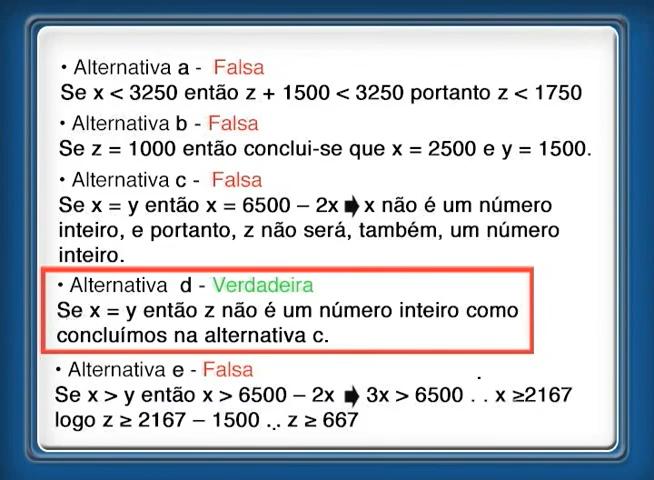 • Alternativa a - Falsa
Se x < 3250 então z + 1500 < 3250 portanto z < 1750
• Alternativa b - Falsa
Se z = 1000 então conclui-se que x = 2500 e y = 1500.
• Alternativa c - Falsa
Se x = y então x = 6500 – 2x ➡ x não é um número
inteiro, e portanto, z não será, também, um número
inteiro.
• Alternativa d - Verdadeira
Se x = y então z não é um número inteiro como
concluímos na alternativa c.
• Alternativa e - Falsa
Se x > y então x > 6500 – 2x ➡ 3x > 6500 . . x ≥2167
logo z ≥ 2167 – 1500 ... z ≥ 667